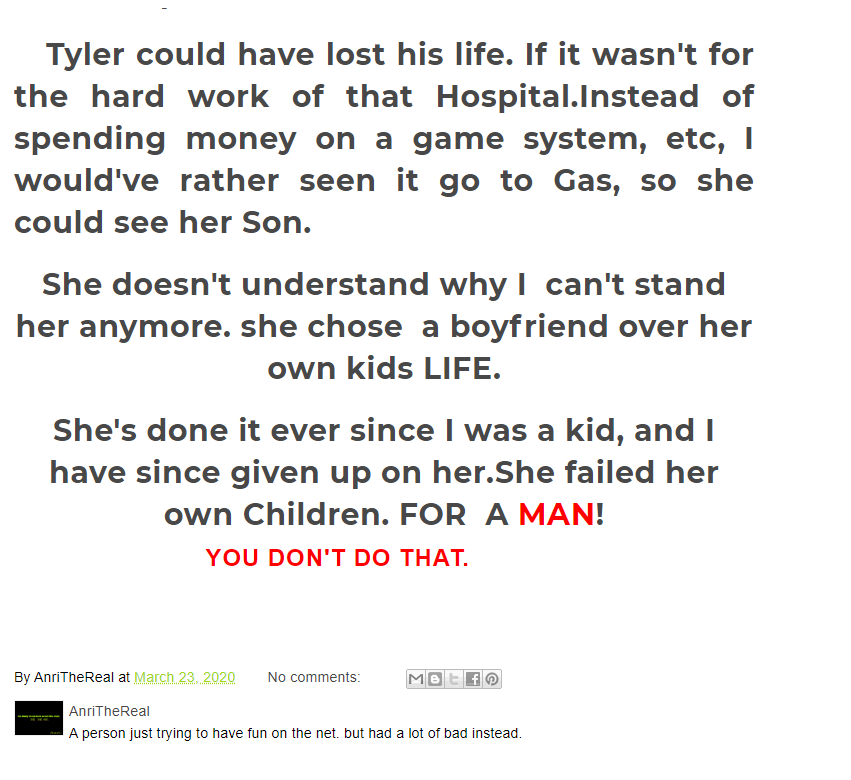 Tyler could have lost his life. If it wasn't for
the hard work of that Hospital.Instead of
spending money on a game system, etc, I
would've rather seen it go to Gas, so she
could see her Son.
She doesn't understand why I  can't stand
her anymore. she chose  a boyfriend over her
own kids LIFE.
She's done it ever since I was a kid, and I
have since given up on her.She failed her
own Children. FOR  A MAN!
YOU DON'T DO THAT.
By AnriTheReal at March 23, 2020 No comments:
AnriTheReal
A person just trying to have fun on the net. but had a lot of bad instead.